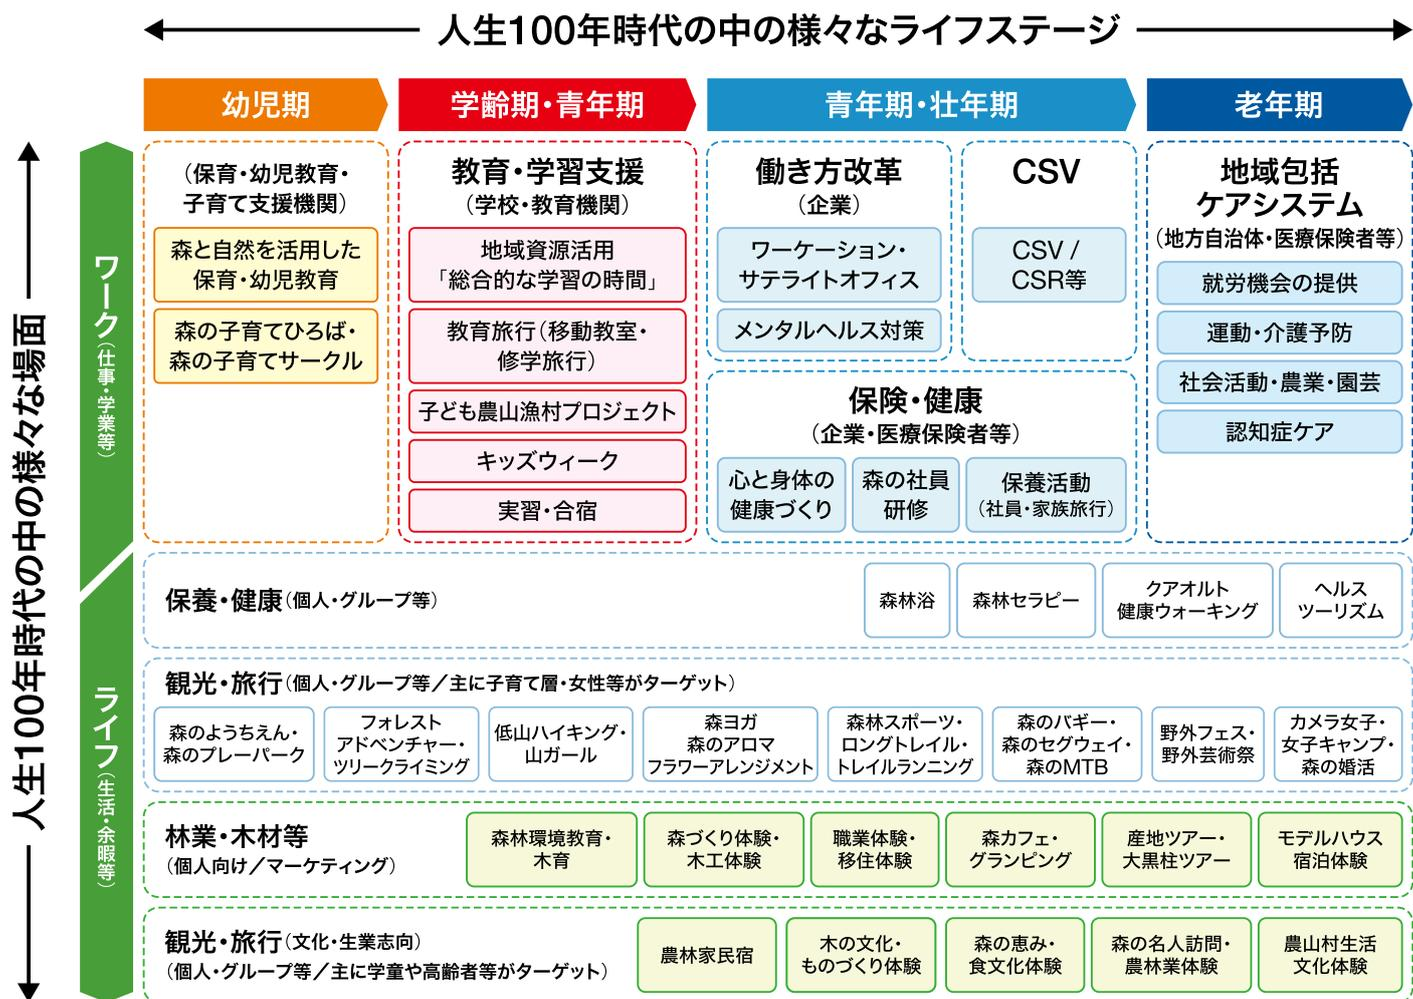 人生100年時代の中の様々なライフステージ
人生100年時代の中の様々な場面
幼児期
学齢期・青年期
青年期・壮年期
老年期
ワーク(仕事・学業等)
(保育・幼児教育・
子育て支援機関)
森と自然を活用した
保育・幼児教育
森の子育てひろば・
森の子育てサークル
教育・学習支援
(学校・教育機関)
地域資源活用
「総合的な学習の時間」
教育旅行(移動教室・
修学旅行)
子ども農山漁村プロジェクト
キッズウィーク
実習・合宿
働き方改革
(企業)
ワーケーション・
サテライトオフィス
メンタルヘルス対策
CSV
CSV /
CSR等
保険・健康
(企業・医療保険者等)
心と身体の
健康づくり
森の社員
研修
保養活動
(社員・家族旅行)
地域包括
ケアシステム
(地方自治体・医療保険者等)
就労機会の提供
運動・介護予防
社会活動・農業・園芸
認知症ケア
ライフ(生活・余暇等)
保養・健康(個人・グループ等)
森林浴
森林セラピー
クアオルト
健康ウォーキング
ヘルス
ツーリズム
観光・旅行(個人・グループ等／主に子育て層・女性等がターゲット)
森のようちえん・
森のプレーパーク
フォレスト
アドベンチャー・
ツリークライミング
低山ハイキング・
山ガール
森ヨガ
森のアロマ
フラワーアレンジメント
森林スポーツ・
ロングトレイル・
トレイルランニング
森のバギー・
森のセグウェイ・
森のMTB
野外フェス・
野外芸術祭
カメラ女子・
女子キャンプ・
森の婚活
林業・木材等
(個人向け／マーケティング)
森林環境教育・
木育
森づくり体験・
木工体験
職業体験・
移住体験
森カフェ・
グランピング
産地ツアー・
大黒柱ツアー
モデルハウス
宿泊体験
観光・旅行(文化・生業志向)
(個人・グループ等／主に学童や高齢者等がターゲット)
農林家民宿
木の文化・
ものづくり体験
森の恵み・
食文化体験
森の名人訪問・
農林業体験
農山村生活
文化体験